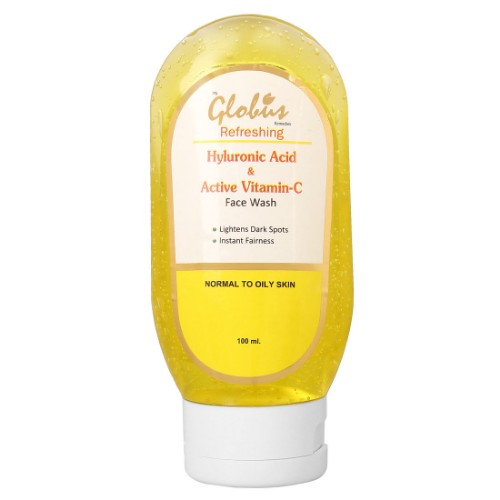 Globus
Remedies
Refreshing
Hyluronic Acid
&
Active Vitamin-C
Face Wash
Lightens Dark Spots
Instant Fairness
NORMAL TO OILY SKIN
100 ml.